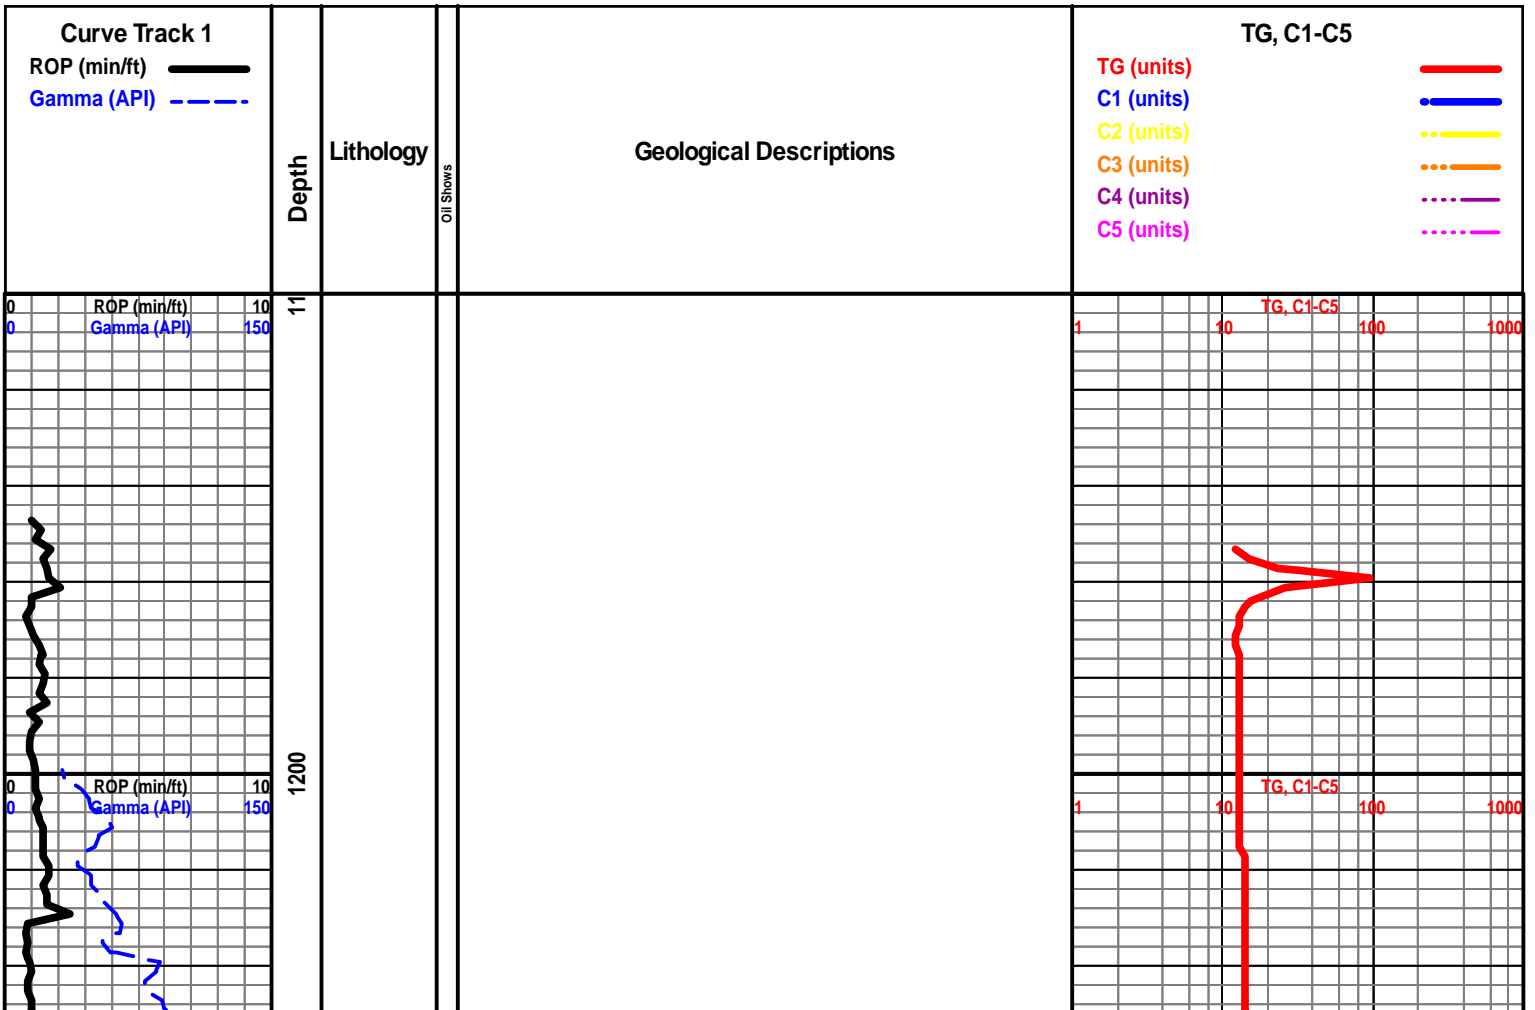 Curve Track 1
ROP (min/ft)
Gamma (API)
Depth
Lithology
Oil Shows
Geological Descriptions
TG, C1-C5
TG (units)
C1 (units)
C2 (units)
C3 (units)
C4 (units)
C5 (units)
0 ROP (min/ft) 10
0 Gamma (API) 150
11
TG, C1-C5
1 10 100 1000
1200
0 ROP (min/ft) 10
0 Gamma (API) 150
TG, C1-C5
1 10 100 1000